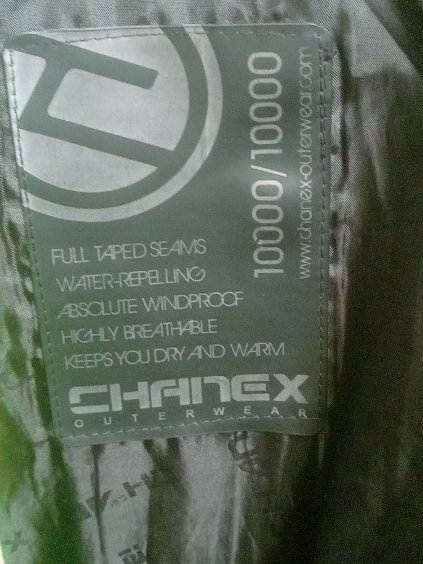 FULL TAPED SEAMS
WATER-REPELLING
ABSOLUTE WINDPROOF
HIGHLY BREATHABLE
KEEPS YOU DRY AND WARM
CHANEX
OUTERWEAR
10000/10000
www.chanex-outerwear.com